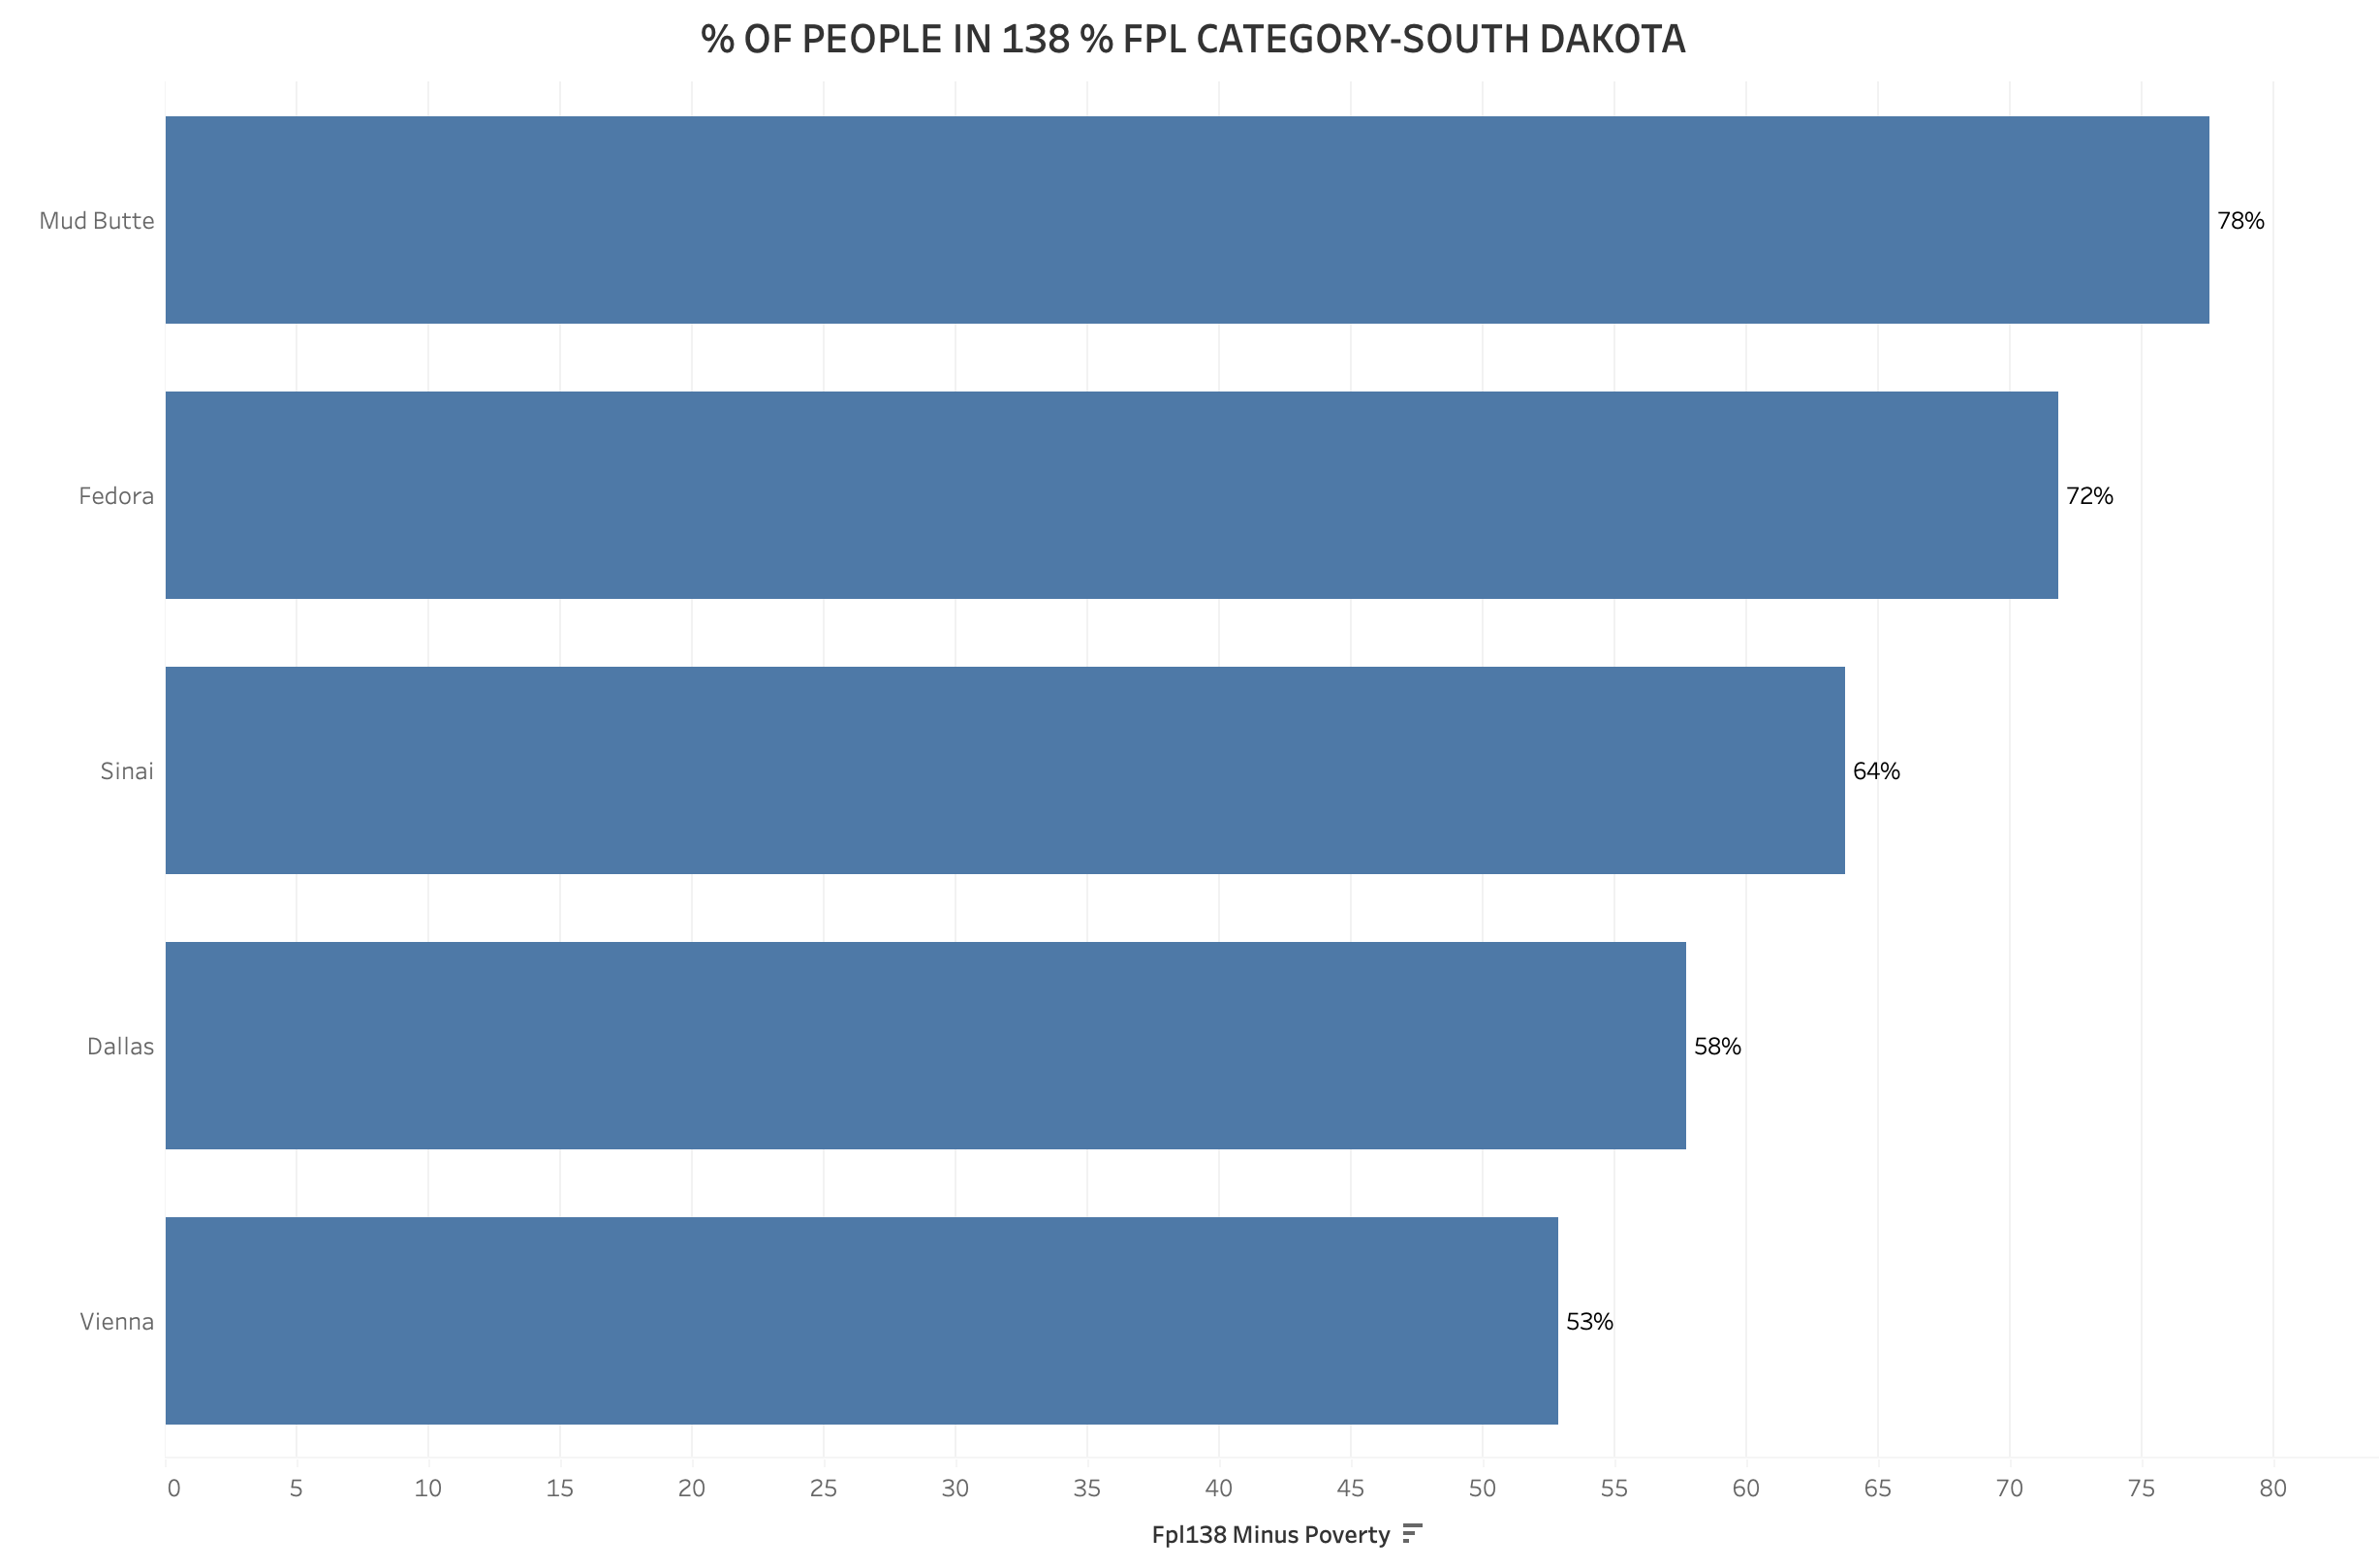 % OF PEOPLE IN 138 % FPL CATEGORY-SOUTH DAKOTA
Mud Butte 78%
Fedora 72%
Sinai 64%
Dallas 58%
Vienna 53%
0 5 10 15 20 25 30 35 40 45 50 55 60 65 70 75 80
Fpl138 Minus Poverty